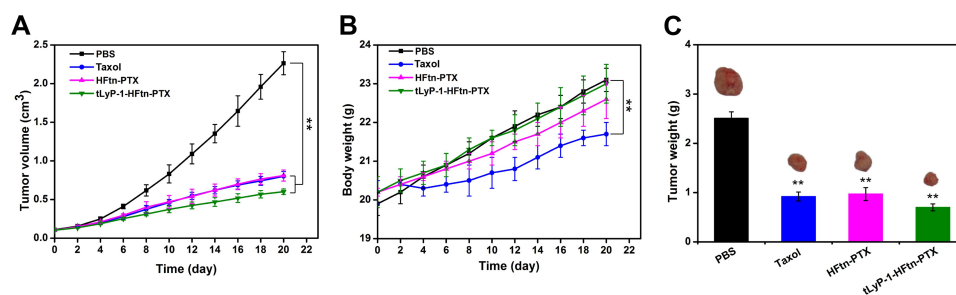 A
Tumor volume (cm³)
2.5
2.0
1.5
1.0
0.5
0.0
PBS
Taxol
HFtn-PTX
tLyP-1-HFtn-PTX
**
0 2 4 6 8 10 12 14 16 18 20 22
Time (day)
B
Body weight (g)
24
23
22
21
20
19
PBS
Taxol
HFtn-PTX
tLyP-1-HFtn-PTX
**
0 2 4 6 8 10 12 14 16 18 20 22
Time (day)
C
Tumor weight (g)
4
3
2
1
0
**
**
**
PBS
Taxol
HFtn-PTX
tLyP-1-HFtn-PTX